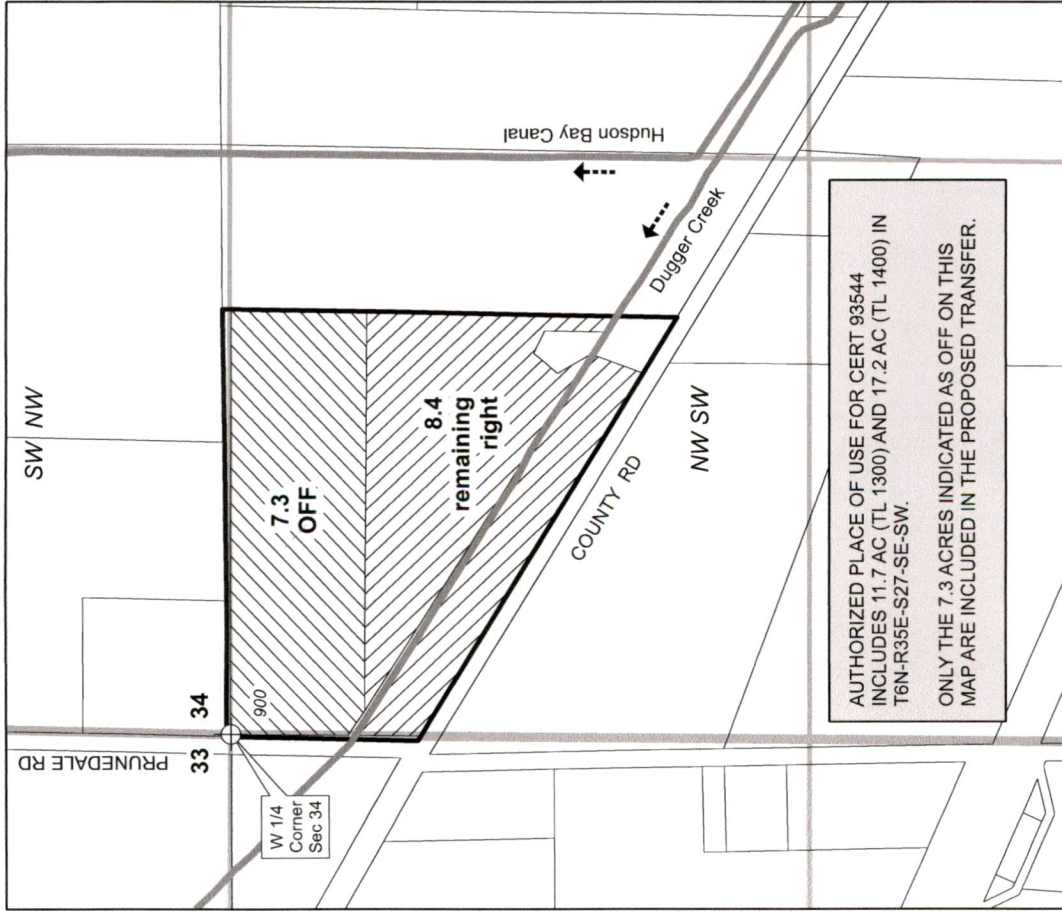 SW NW
PRUNEDALE RD
33
34
W 1/4
Corner
Sec 34
900
7.3
OFF
8.4
remaining
right
Hudson Bay Canal
Dugger Creek
COUNTY RD
NW SW
AUTHORIZED PLACE OF USE FOR CERT 93544
INCLUDES 11.7 AC (TL 1300) AND 17.2 AC (TL 1400) IN
T6N-R35E-S27-SE-SW.
ONLY THE 7.3 ACRES INDICATED AS OFF ON THIS
MAP ARE INCLUDED IN THE PROPOSED TRANSFER.